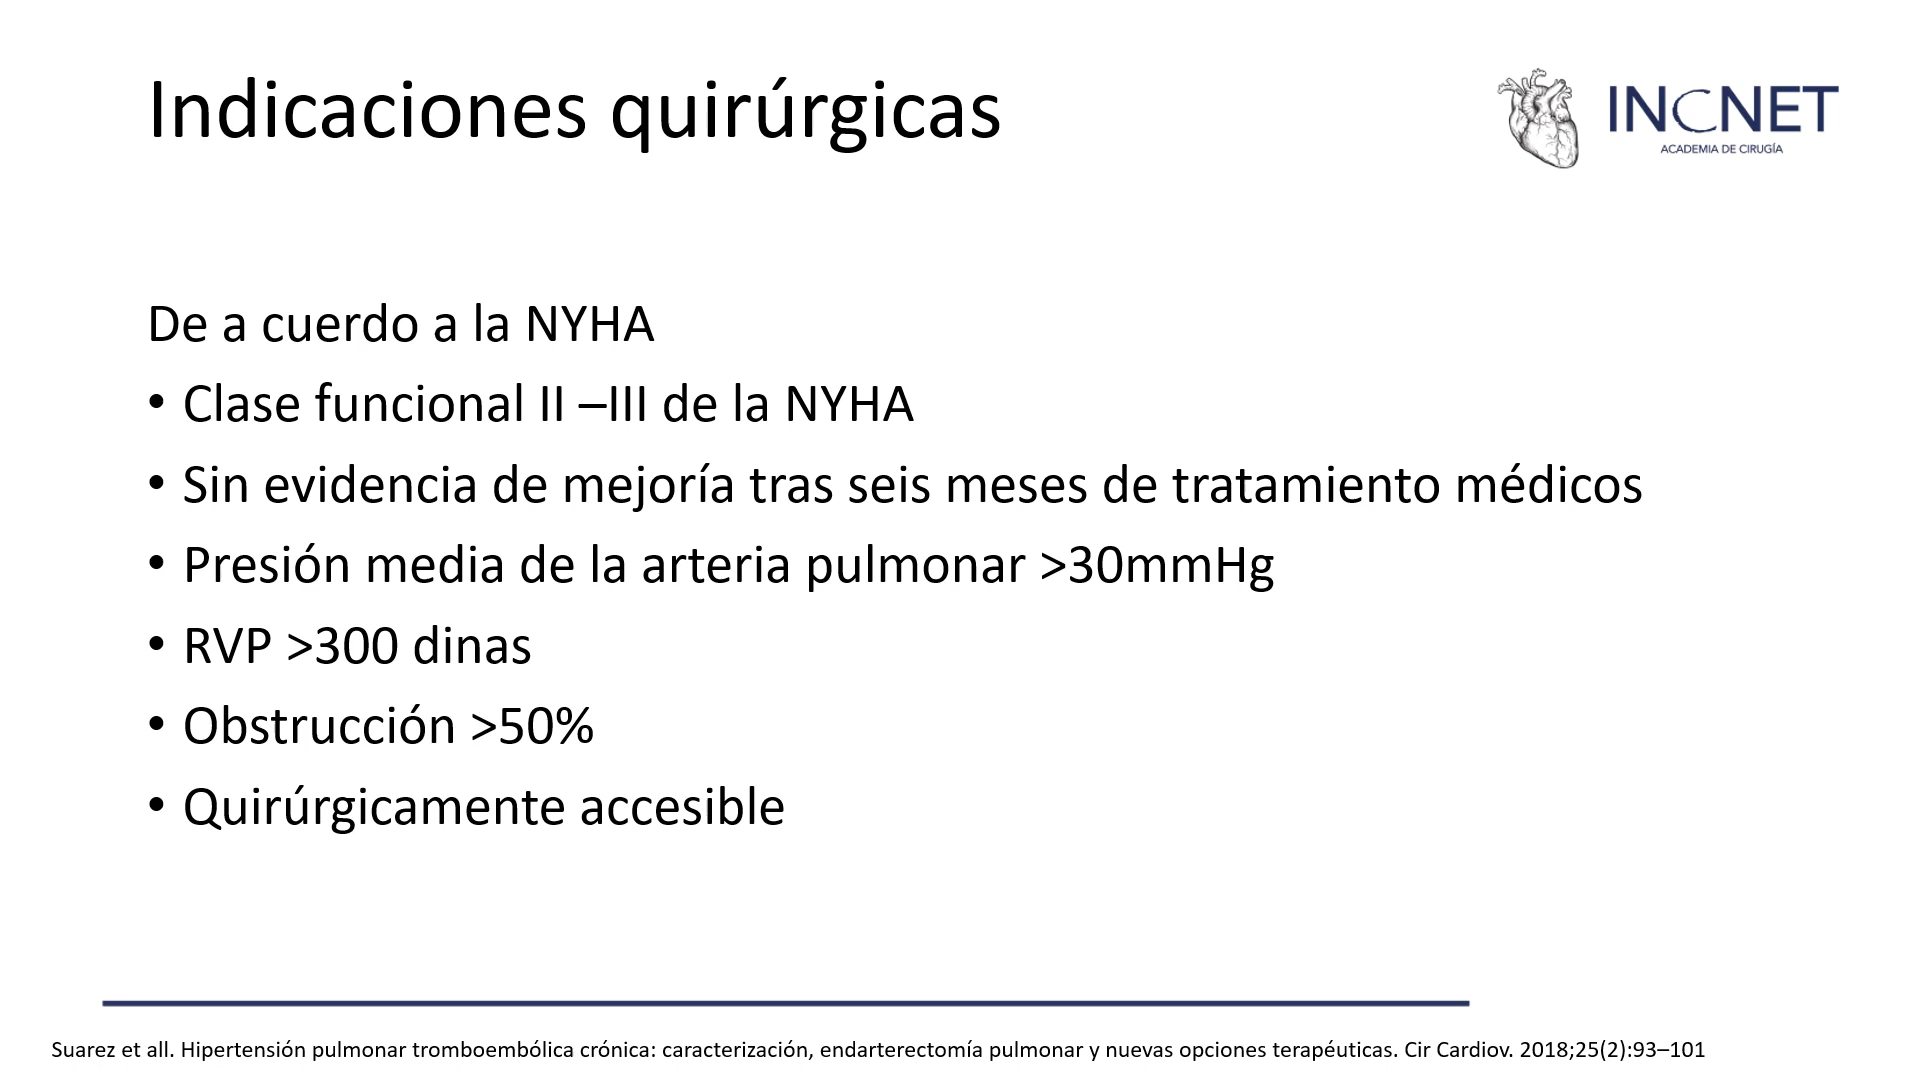 Indicaciones quirúrgicas
INCNET
ACADEMIA DE CIRUGÍA
De a cuerdo a la NYHA
• Clase funcional II –III de la NYHA
• Sin evidencia de mejoría tras seis meses de tratamiento médicos
• Presión media de la arteria pulmonar >30mmHg
• RVP >300 dinas
• Obstrucción >50%
• Quirúrgicamente accesible
Suarez et all. Hipertensión pulmonar tromboembólica crónica: caracterización, endarterectomía pulmonar y nuevas opciones terapéuticas. Cir Cardiov. 2018;25(2):93–101